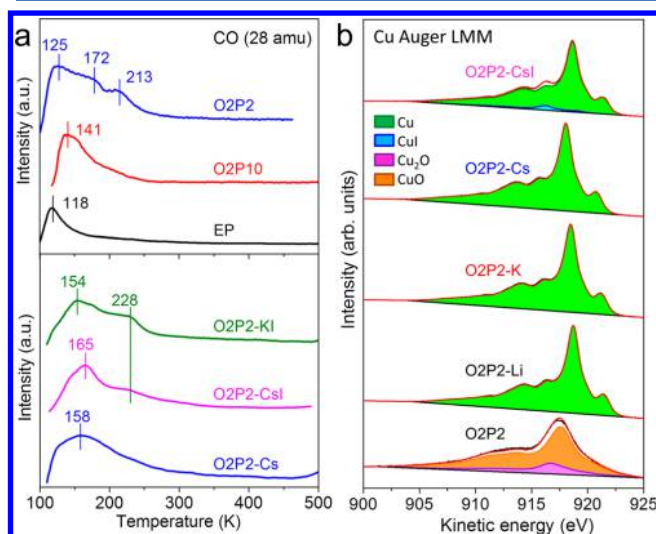 a
CO (28 amu)
125
172
213
O2P2
141
O2P10
118
EP
Intensity (a.u.)
154
228
O2P2-KI
165
O2P2-CsI
158
O2P2-Cs
Intensity (a.u.)
100 200 300 400 500
Temperature (K)
b
Cu Auger LMM
O2P2-CsI
Cu
CuI
Cu₂O
CuO
O2P2-Cs
O2P2-K
O2P2-Li
O2P2
Intensity (arb. units)
900 905 910 915 920 925
Kinetic energy (eV)